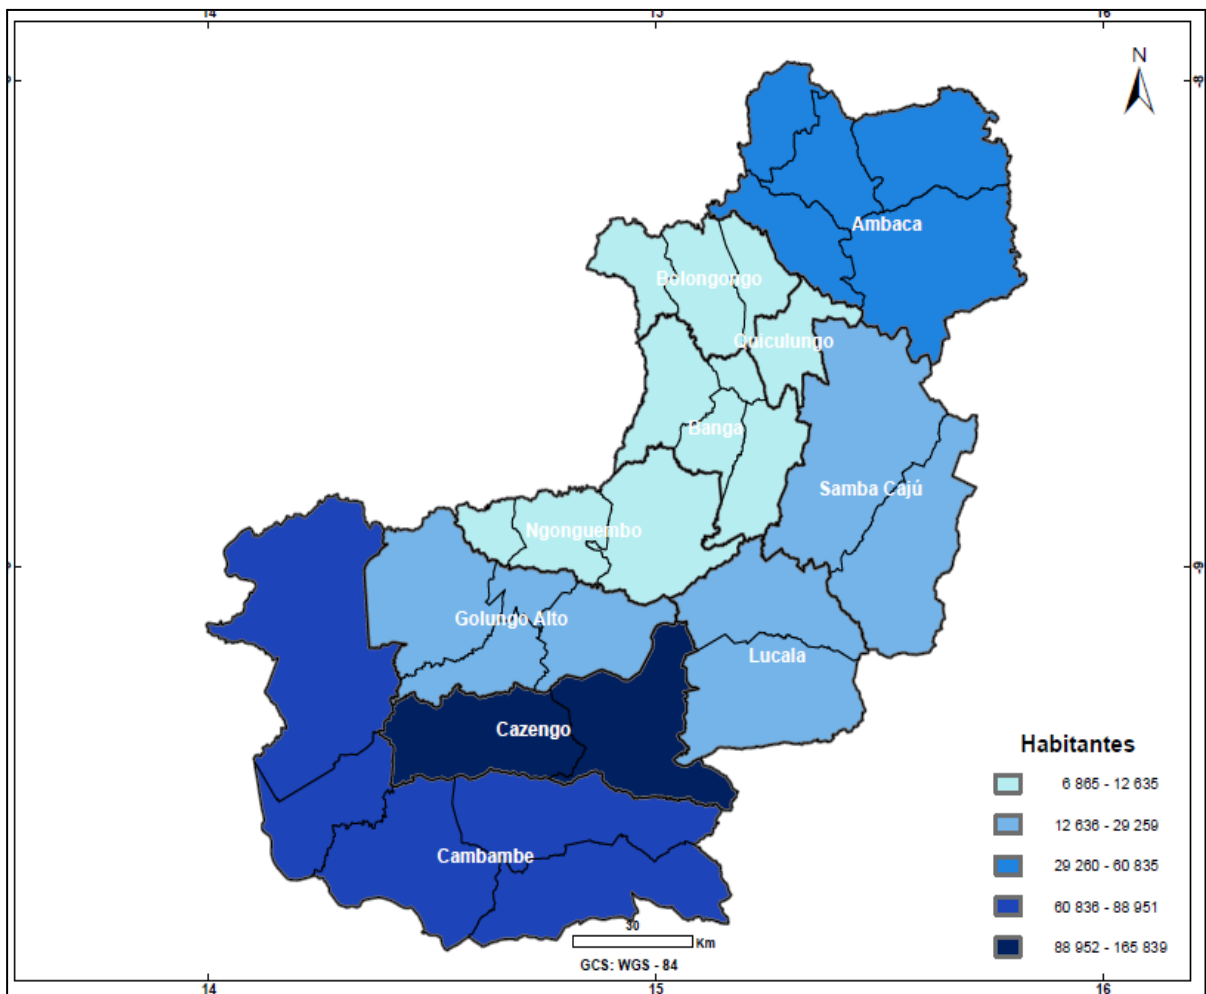 14
15
16
N
Ambaca
Bolongongo
Quiculungo
Banga
Samba Cajú
Ngonguembo
Golungo Alto
Lucala
Cazengo
Cambambe
Habitantes
6 865 - 12 635
12 636 - 29 259
29 260 - 60 835
60 836 - 88 951
88 952 - 165 839
30
Km
GCS: WGS - 84
14
15
16